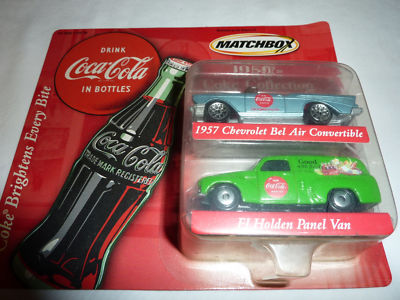 DRINK
Coca-Cola
IN BOTTLES
MATCHBOX
Coke Brightens Every Bite
Coca-Cola
TRADE MARK REGISTERED
1957 Chevrolet Bel Air Convertible
Coca-Cola
Good
FJ Holden Panel Van